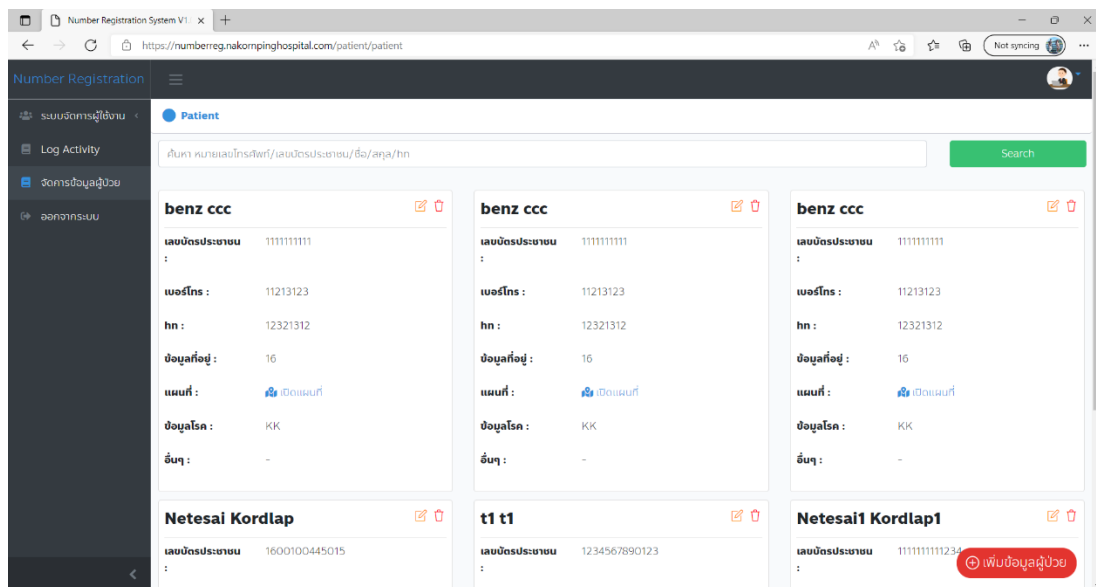 Number Registration System V1.
https://numberreg.nakornpinghospital.com/patient/patient
Not syncing
Number Registration
ระบบจัดการผู้ใช้งาน
Patient
Log Activity
ค้นหา หมายเลขโทรศัพท์/เลขบัตรประชาชน/ชื่อ/สกุล/hn
Search
จัดการข้อมูลผู้ป่วย
ออกจากระบบ
benz ccc
เลขบัตรประชาชน : 1111111111
เบอร์โทร : 11213123
hn : 12321312
ข้อมูลที่อยู่ : 16
แผนที่ : เปิดแผนที่
ข้อมูลโรค : KK
อื่นๆ : -
benz ccc
เลขบัตรประชาชน : 1111111111
เบอร์โทร : 11213123
hn : 12321312
ข้อมูลที่อยู่ : 16
แผนที่ : เปิดแผนที่
ข้อมูลโรค : KK
อื่นๆ : -
benz ccc
เลขบัตรประชาชน : 1111111111
เบอร์โทร : 11213123
hn : 12321312
ข้อมูลที่อยู่ : 16
แผนที่ : เปิดแผนที่
ข้อมูลโรค : KK
อื่นๆ : -
Netesai Kordlap
เลขบัตรประชาชน : 1600100445015
t1 t1
เลขบัตรประชาชน : 1234567890123
Netesai1 Kordlap1
เลขบัตรประชาชน : 1111111111234
เพิ่มข้อมูลผู้ป่วย